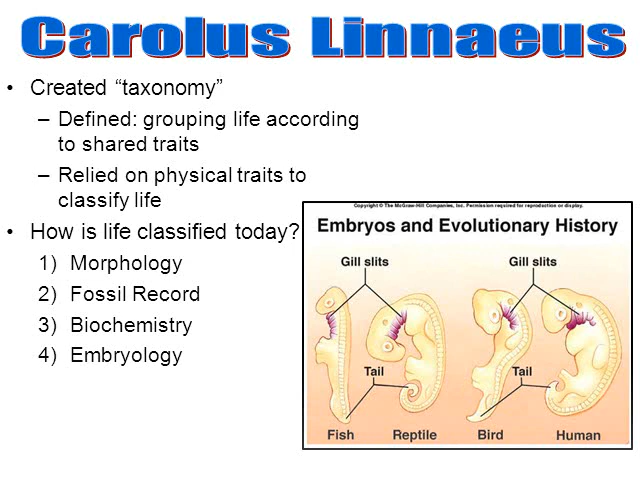 Carolus Linnaeus
• Created “taxonomy”
– Defined: grouping life according
to shared traits
– Relied on physical traits to
classify life
• How is life classified today?
1) Morphology
2) Fossil Record
3) Biochemistry
4) Embryology
Copyright © The McGraw-Hill Companies, Inc. Permission required for reproduction or display.
Embryos and Evolutionary History
Gill slits Gill slits
Tail Tail
Fish Reptile Bird Human